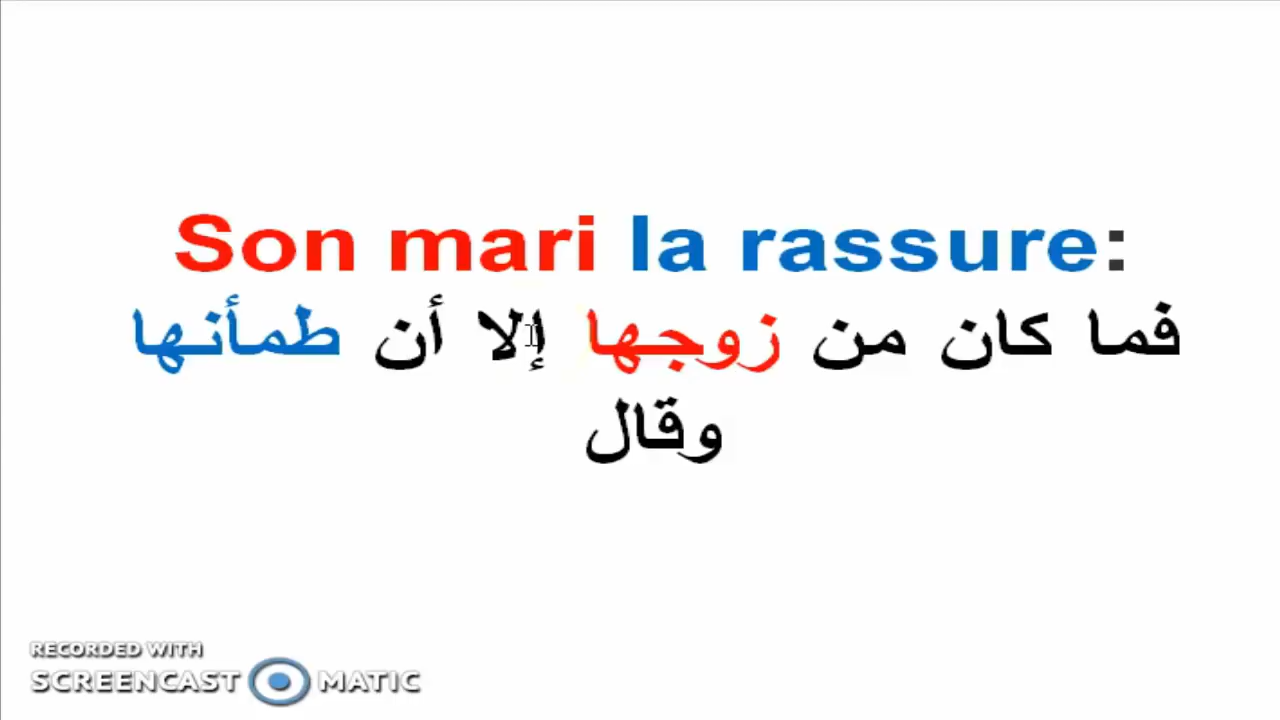 Son mari la rassure:
فما كان من زوجها إلا أن طمأنها
وقال
RECORDED WITH
SCREENCAST MATIC